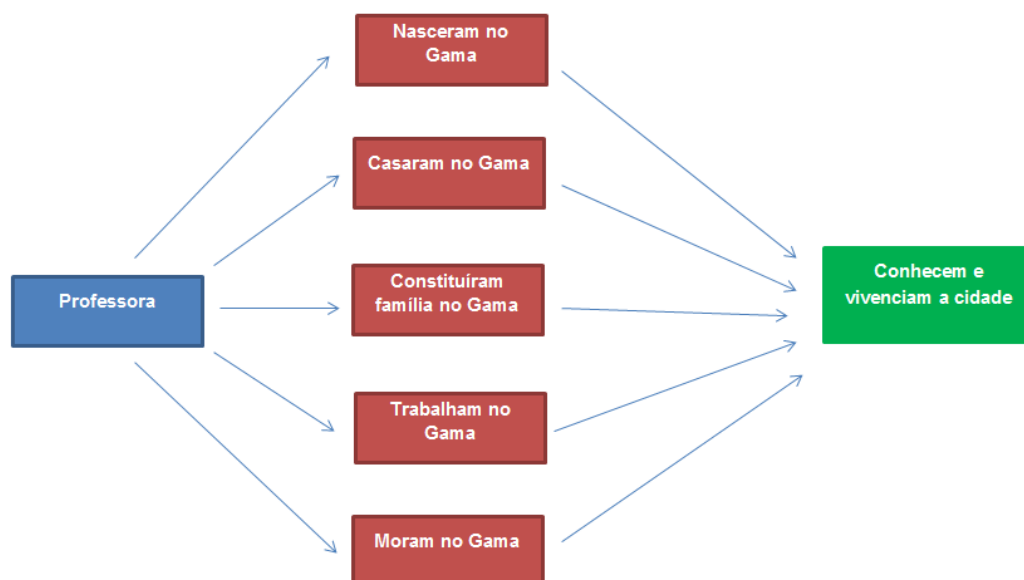 Nasceram no
Gama
Casaram no Gama
Professora
Constituíram
família no Gama
Conhecem e
vivenciam a cidade
Trabalham no
Gama
Moram no Gama